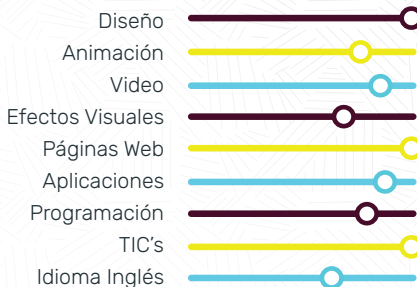 Diseño
Animación
Video
Efectos Visuales
Páginas Web
Aplicaciones
Programación
TIC's
Idioma Inglés